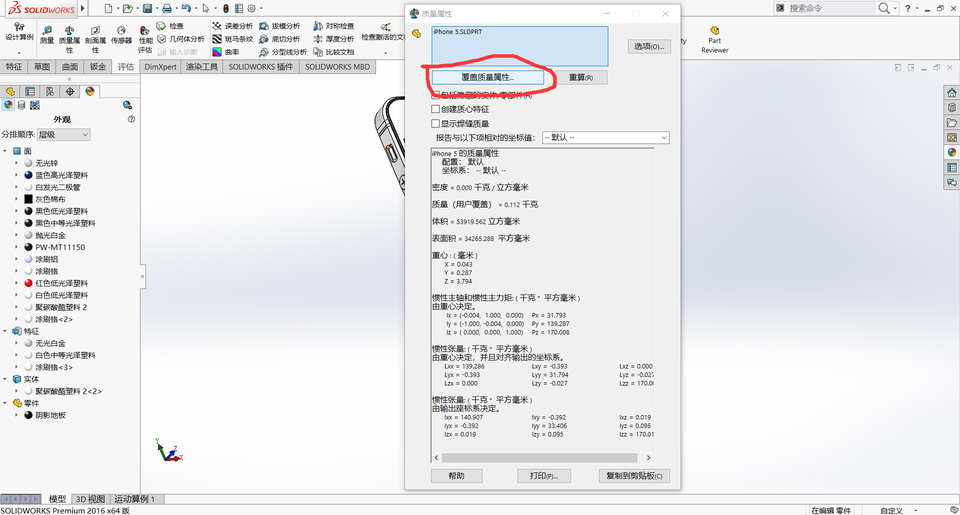 SOLIDWORKS
搜索命令
设计算例
测量
质量属性
剖面属性
传感器
性能评估
检查
几何体分析
输入诊断
误差分析
斑马条纹
曲率
拔模分析
底切分析
分型线分析
对称检查
厚度分析
比较文档
检查激活的文
Part Reviewer
特征
草图
曲面
钣金
评估
DimXpert
渲染工具
SOLIDWORKS 插件
SOLIDWORKS MBD
外观
分排顺序: 层级
面
无光锌
蓝色高光泽塑料
白发光二极管
灰色棉布
黑色低光泽塑料
黑色中等光泽塑料
抛光白金
PW-MT11150
涂刷铝
涂刷铬
红色低光泽塑料
白色低光泽塑料
聚碳酸酯塑料 2
涂刷铬<2>
特征
无光白金
白色中等光泽塑料
涂刷铬<3>
实体
聚碳酸酯塑料 2<2>
零件
阴影地板
质量属性
iPhone 5.SLDPRT
选项(O)...
覆盖质量属性...
重算(R)
包括隐藏的实体/零部件(H)
创建质心特征
显示焊缝质量
报告与以下项相对的坐标值: -- 默认 --
iPhone 5 的质量属性
配置: 默认
坐标系: -- 默认 --
密度 = 0.000 千克 / 立方毫米
质量（用户覆盖） = 0.112 千克
体积 = 53919.562 立方毫米
表面积 = 34265.288 平方毫米
重心 : ( 毫米 )
X = 0.043
Y = 0.287
Z = 3.794
惯性主轴和惯性主力矩: ( 千克 * 平方毫米 )
由重心决定。
Ix = (-0.004, 1.000, 0.000) Px = 31.793
Iy = (-1.000, -0.004, 0.000) Py = 139.287
Iz = ( 0.000, 0.000, 1.000) Pz = 170.008
惯性张量: ( 千克 * 平方毫米 )
由重心决定，并且对齐输出的坐标系。
Lxx = 139.286 Lxy = -0.393 Lxz = 0.000
Lyx = -0.393 Lyy = 31.794 Lyz = -0.027
Lzx = 0.000 Lzy = -0.027 Lzz = 170.00
惯性张量: ( 千克 * 平方毫米 )
由输出座标系决定。
Ixx = 140.907 Ixy = -0.392 Ixz = 0.019
Iyx = -0.392 Iyy = 33.406 Iyz = 0.095
Izx = 0.019 Izy = 0.095 Izz = 170.01
帮助
打印(P)...
复制到剪贴板(C)
模型
3D 视图
运动算例 1
SOLIDWORKS Premium 2016 x64 版
在编辑 零件
自定义